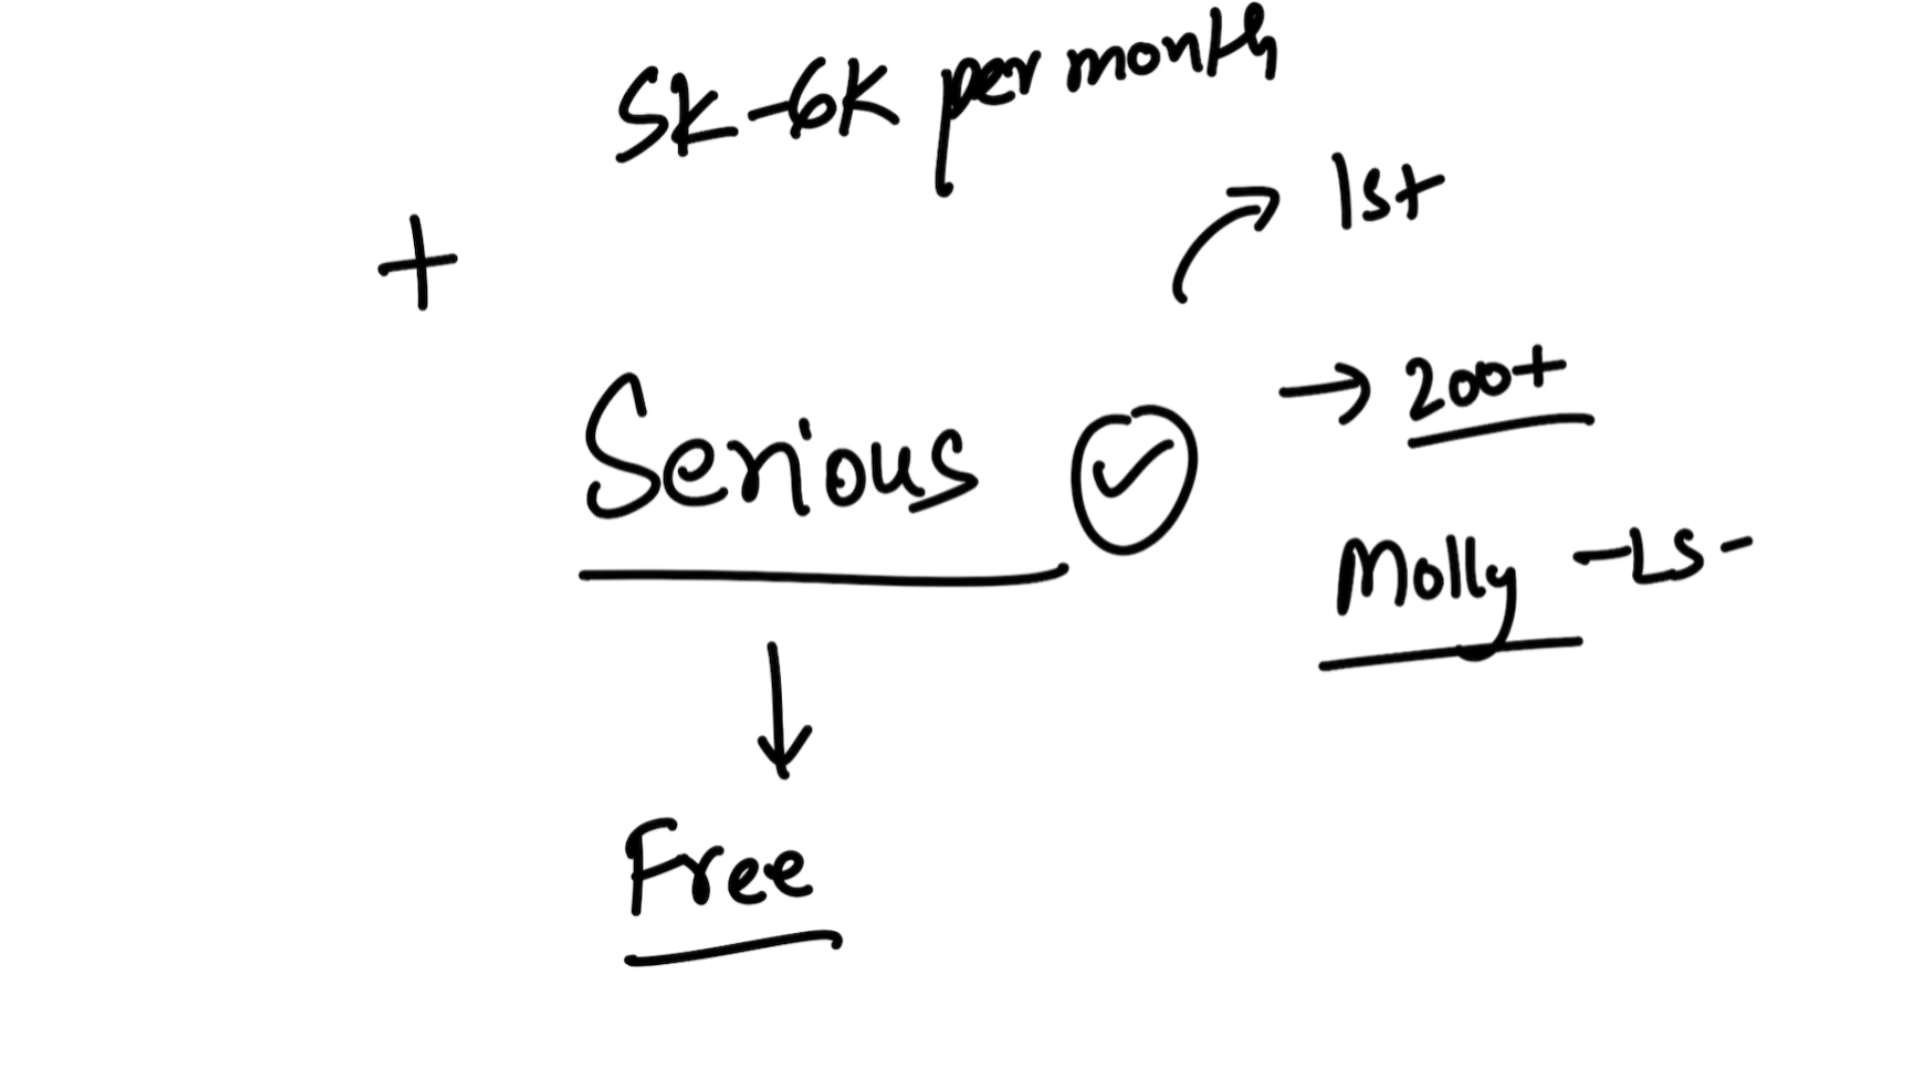 5k-6k per month
+
1st
Serious
→ 200+
Molly -LS -
Free